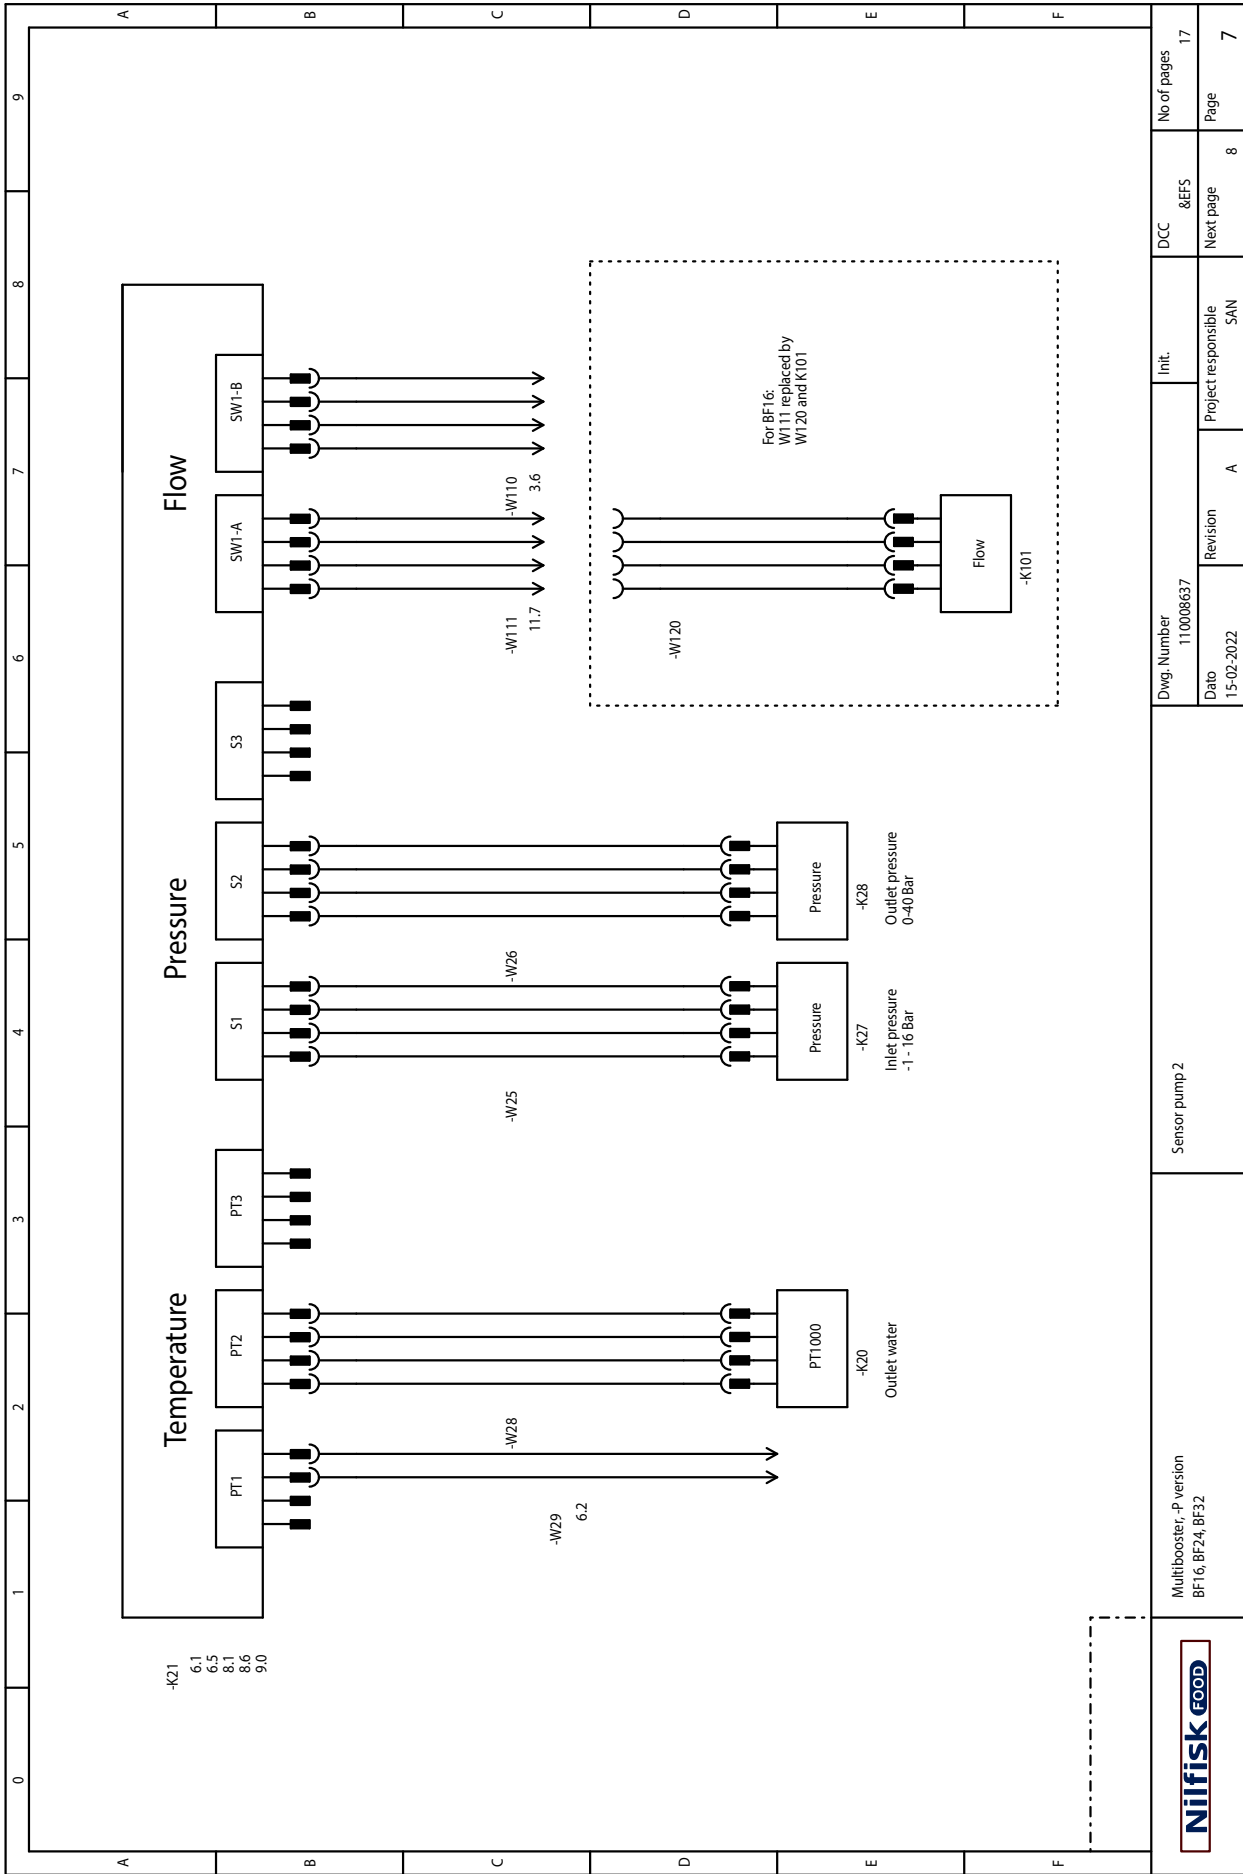 0 1 2 3 4 5 6 7 8 9
A A
B B
C C
D D
E E
F F
-K21
6.1
6.5
8.1
8.6
9.0
Temperature
Pressure
Flow
PT1
PT2
PT3
S1
S2
S3
SW1-A
SW1-B
-W29
6.2
-W28
-W25
-W26
-W111
11.7
-W110
3.6
-W120
PT1000
-K20
Outlet water
Pressure
-K27
Inlet pressure
-1 - 16 Bar
Pressure
-K28
Outlet pressure
0-40 Bar
Flow
-K101
For BF16:
W111 replaced by
W120 and K101
Nilfisk FOOD
Multibooster, -P version
BF16, BF24, BF32
Sensor pump 2
Dwg. Number
110008637
Dato
15-02-2022
Revision
A
Init.
Project responsible
SAN
DCC
&EFS
Next page
8
No of pages
17
Page
7